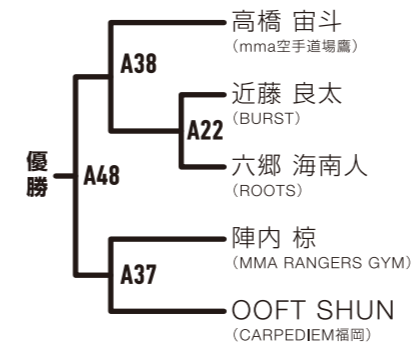 高橋 宙斗
(mma空手道場鷹)
A38
近藤 良太
(BURST)
A22
六郷 海南人
(ROOTS)
優勝
A48
陣内 椋
(MMA RANGERS GYM)
A37
OOFT SHUN
(CARPEDIEM福岡)